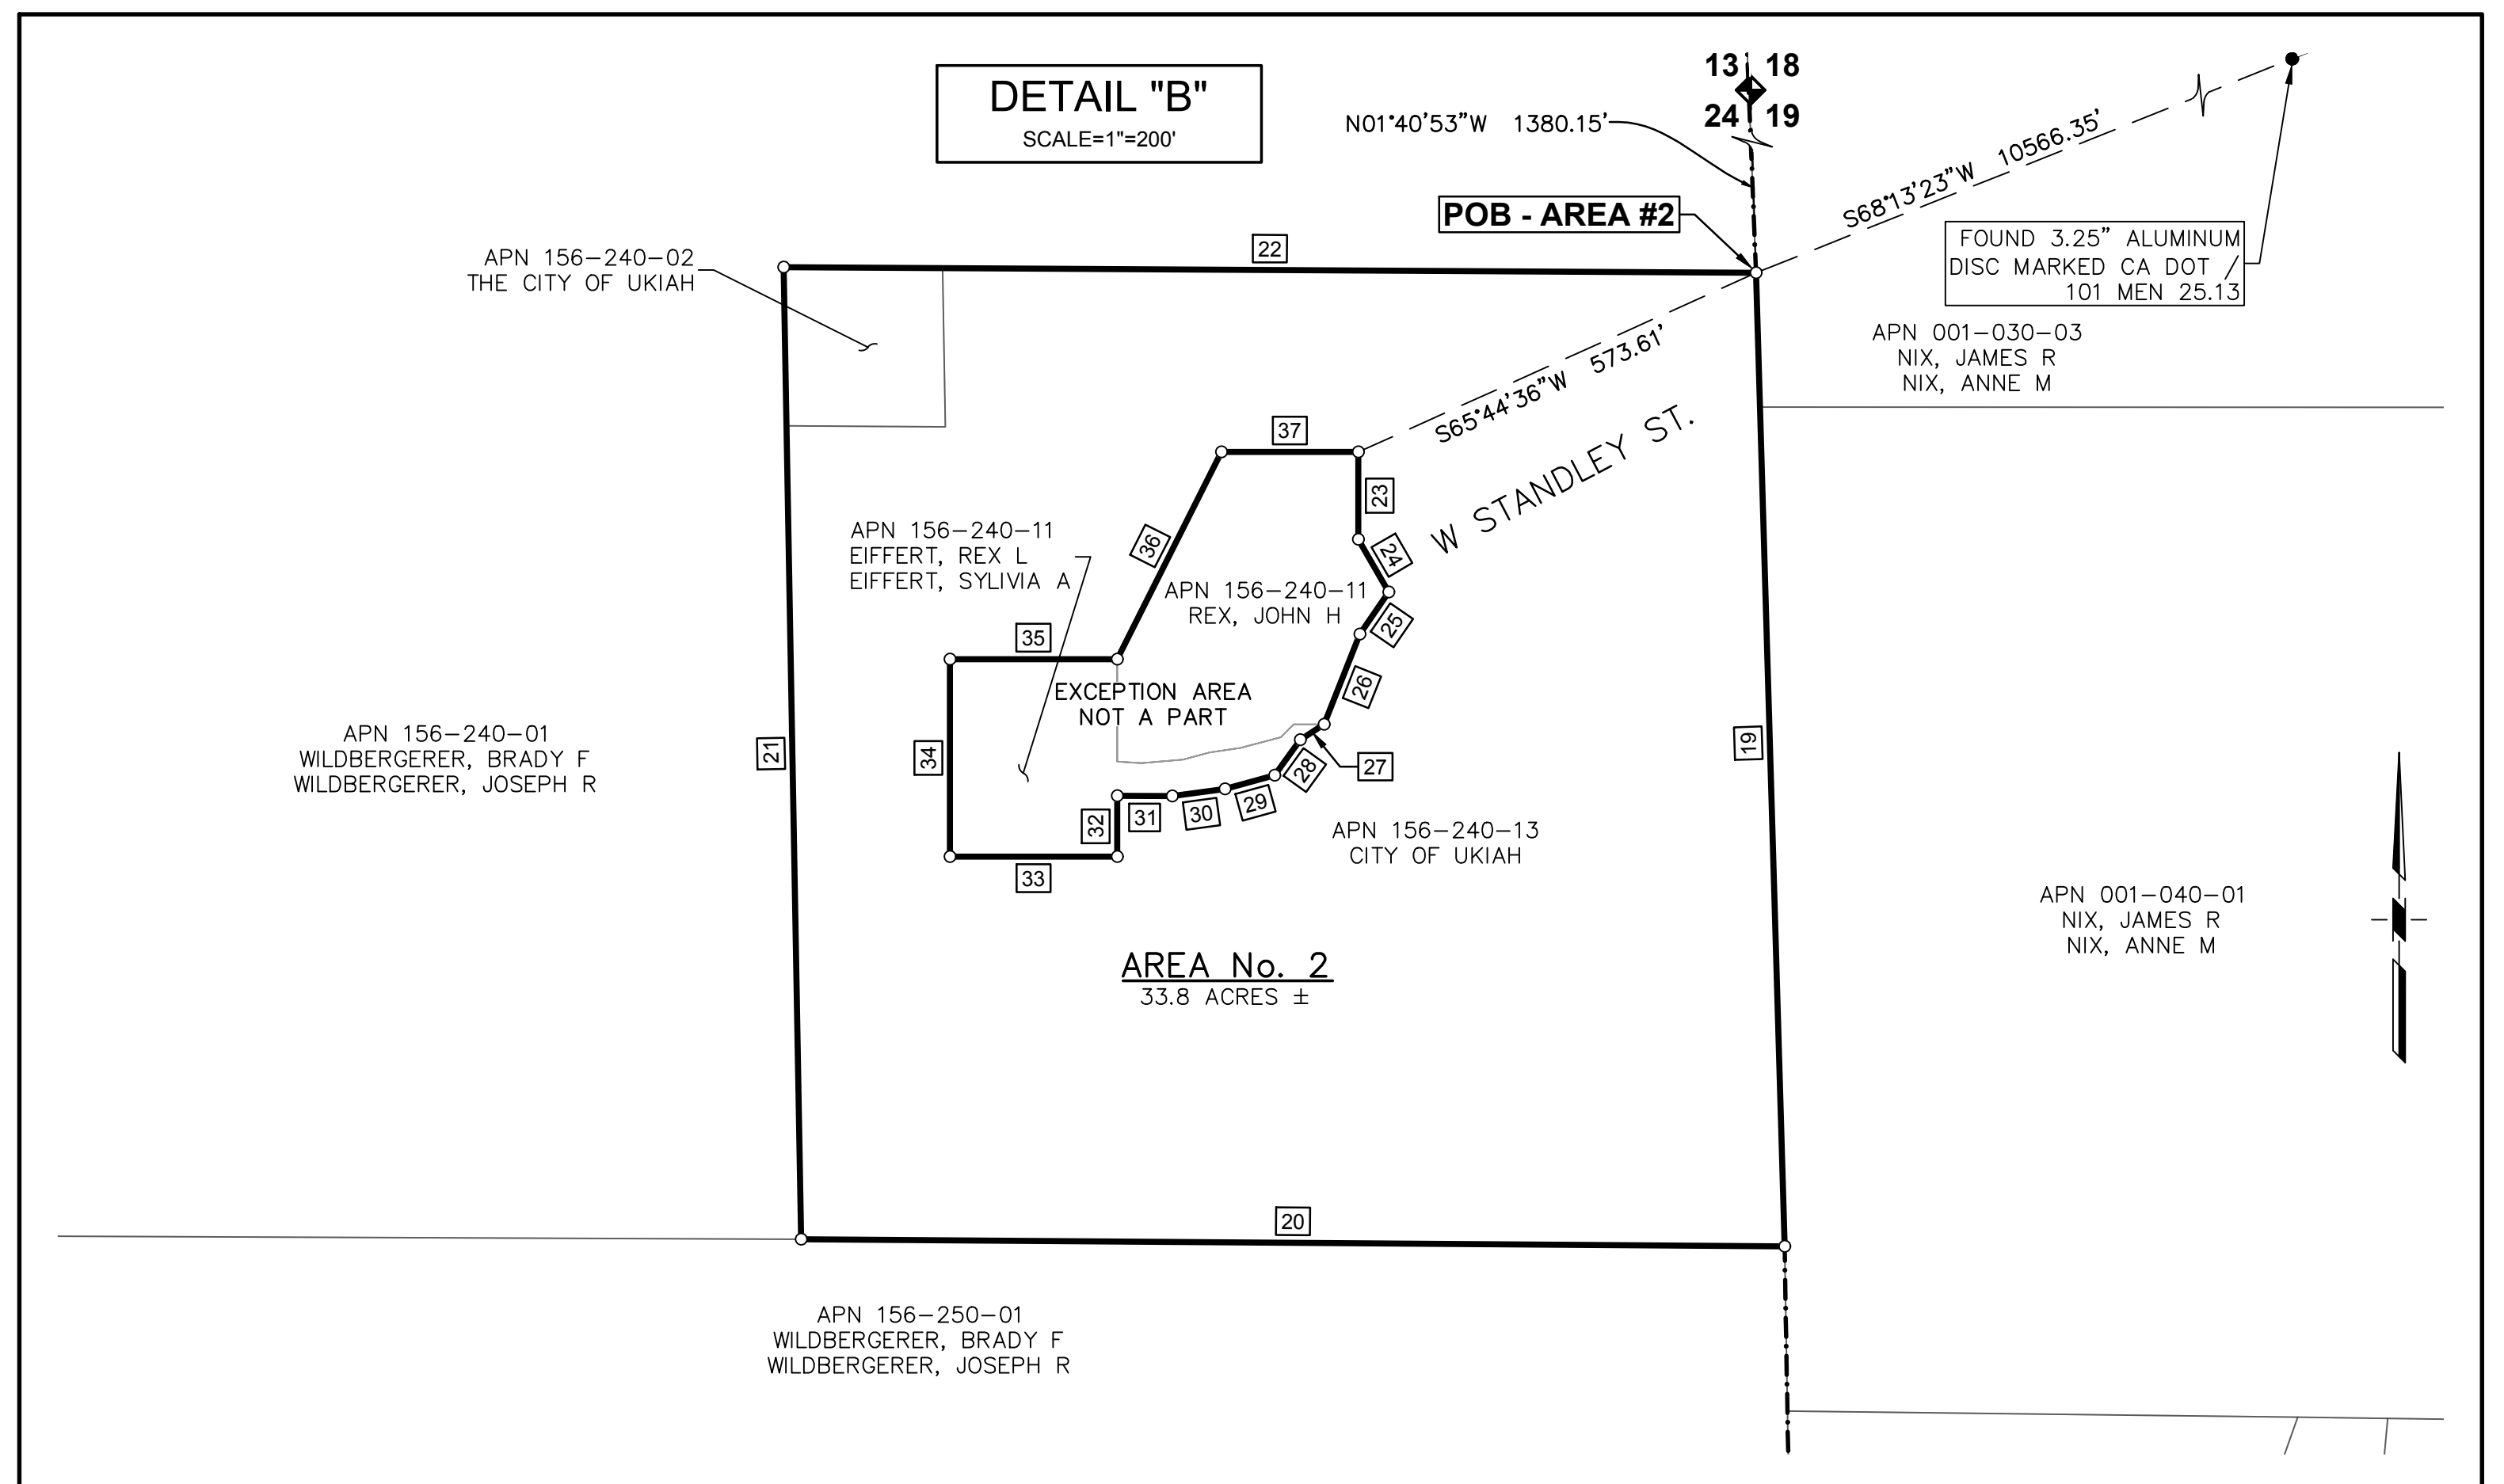 DETAIL "B"
SCALE=1"=200'
13 18
24 19
N01°40'53"W 1380.15'
S68°13'23"W 10566.35'
POB - AREA #2
FOUND 3.25" ALUMINUM
DISC MARKED CA DOT /
101 MEN 25.13
22
APN 156-240-02
THE CITY OF UKIAH
APN 001-030-03
NIX, JAMES R
NIX, ANNE M
S65°44'36"W 573.61'
W STANDLEY ST.
37
23
24
36
25
26
APN 156-240-11
EIFFERT, REX L
EIFFERT, SYLIVIA A
APN 156-240-11
REX, JOHN H
35
EXCEPTION AREA
NOT A PART
APN 156-240-01
WILDBERGERER, BRADY F
WILDBERGERER, JOSEPH R
21
34
19
27
28
29
30
31
32
33
APN 156-240-13
CITY OF UKIAH
APN 001-040-01
NIX, JAMES R
NIX, ANNE M
AREA No. 2
33.8 ACRES ±
20
APN 156-250-01
WILDBERGERER, BRADY F
WILDBERGERER, JOSEPH R